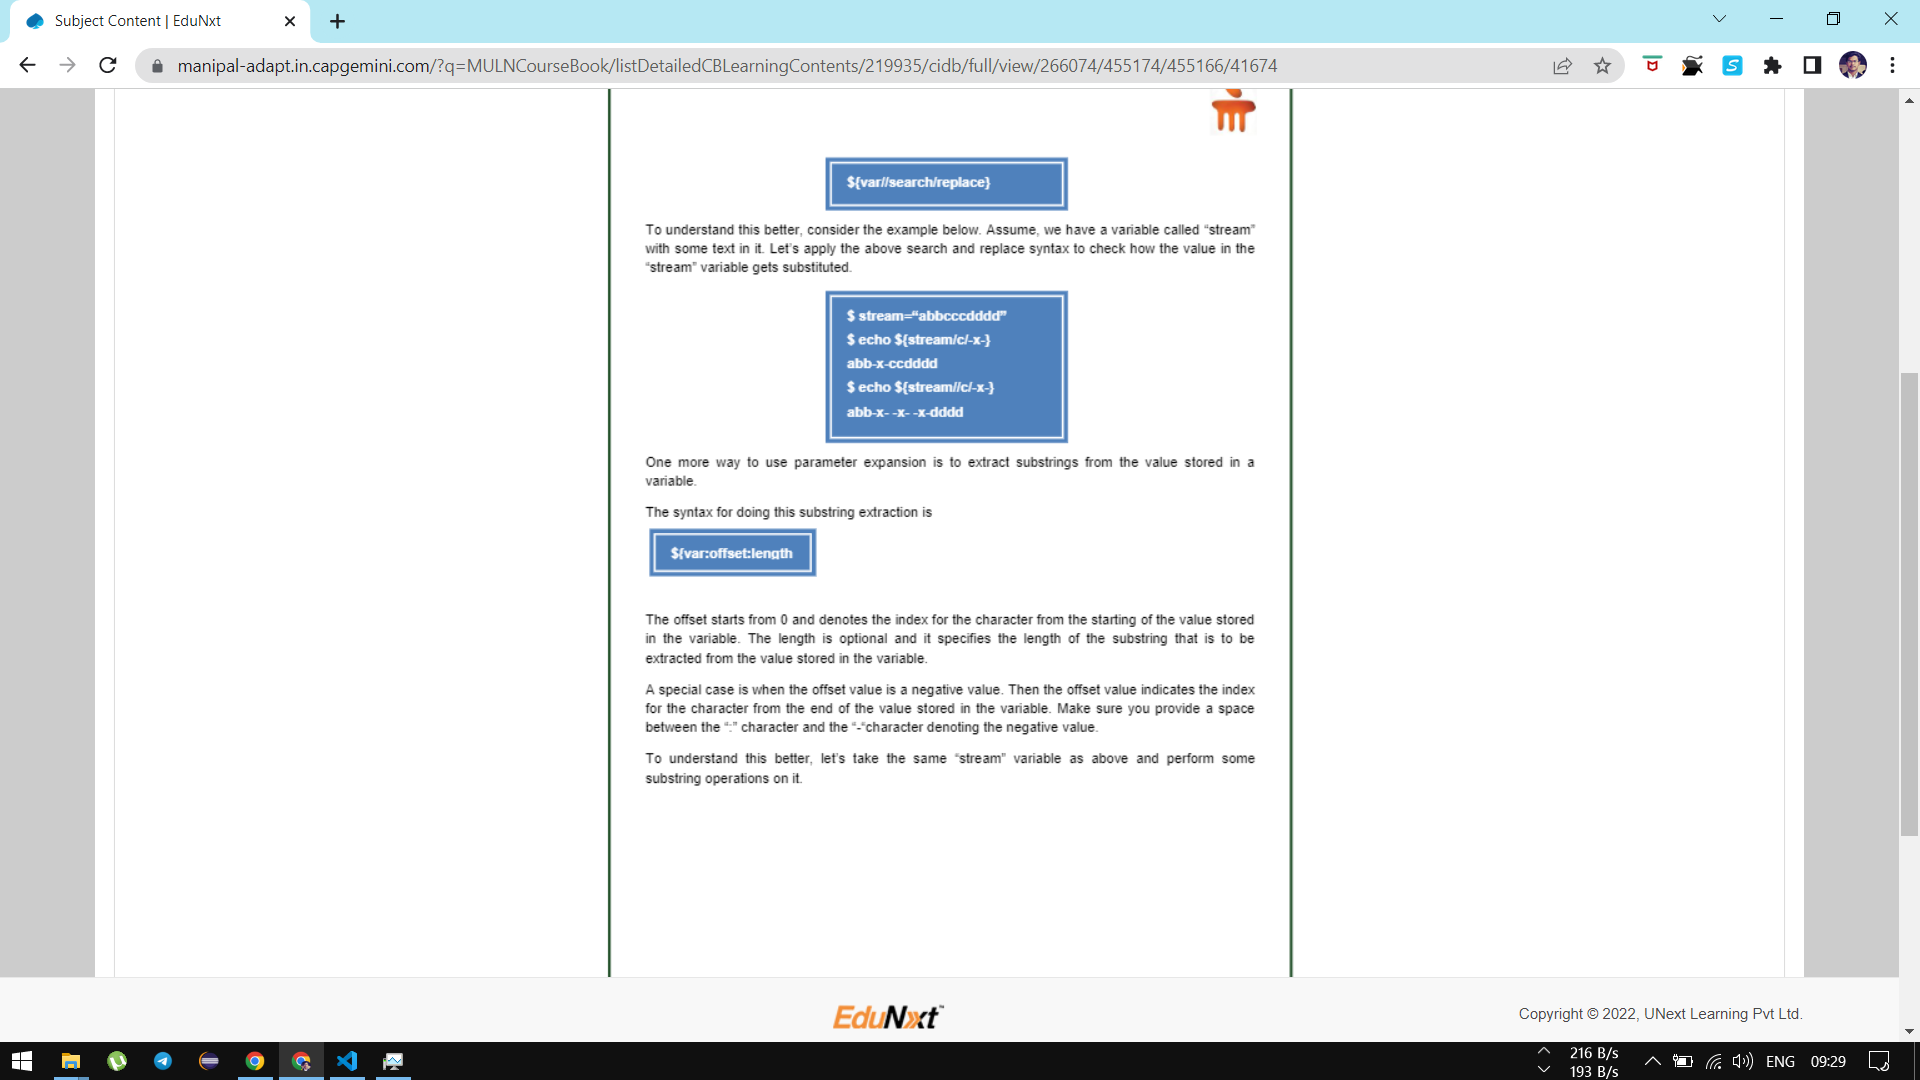 Subject Content | EduNxt
manipal-adapt.in.capgemini.com/?q=MULNCourseBook/listDetailedCBLearningContents/219935/cidb/full/view/266074/455174/455166/41674
${var//search/replace}
To understand this better, consider the example below. Assume, we have a variable called “stream”
with some text in it. Let’s apply the above search and replace syntax to check how the value in the
“stream” variable gets substituted.
$ stream=“abbcccdddd”
$ echo ${stream/c/-x-}
abb-x-ccdddd
$ echo ${stream//c/-x-}
abb-x- -x- -x-dddd
One more way to use parameter expansion is to extract substrings from the value stored in a
variable.
The syntax for doing this substring extraction is
${var:offset:length
The offset starts from 0 and denotes the index for the character from the starting of the value stored
in the variable. The length is optional and it specifies the length of the substring that is to be
extracted from the value stored in the variable.
A special case is when the offset value is a negative value. Then the offset value indicates the index
for the character from the end of the value stored in the variable. Make sure you provide a space
between the “:” character and the “-“character denoting the negative value.
To understand this better, let’s take the same “stream” variable as above and perform some
substring operations on it.
EduNxt™
Copyright © 2022, UNext Learning Pvt Ltd.
216 B/s
193 B/s
ENG
09:29